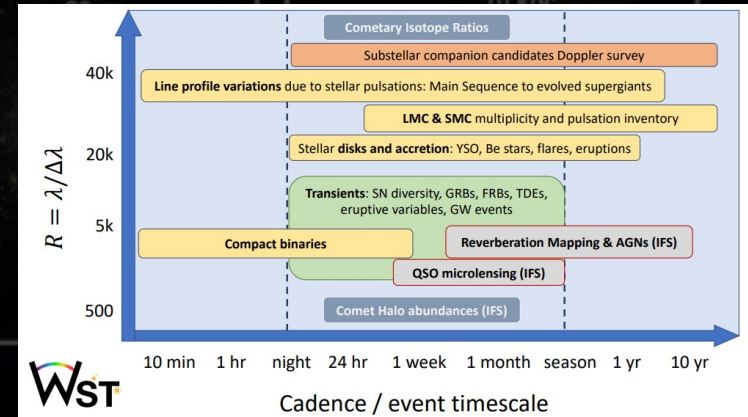 Cometary Isotope Ratios
Substellar companion candidates Doppler survey
40k
Line profile variations due to stellar pulsations: Main Sequence to evolved supergiants
LMC & SMC multiplicity and pulsation inventory
20k
Stellar disks and accretion: YSO, Be stars, flares, eruptions
Transients: SN diversity, GRBs, FRBs, TDEs,
eruptive variables, GW events
R = λ/Δλ
5k
Compact binaries
Reverberation Mapping & AGNs (IFS)
QSO microlensing (IFS)
500
Comet Halo abundances (IFS)
10 min 1 hr night 24 hr 1 week 1 month season 1 yr 10 yr
WST
Cadence / event timescale